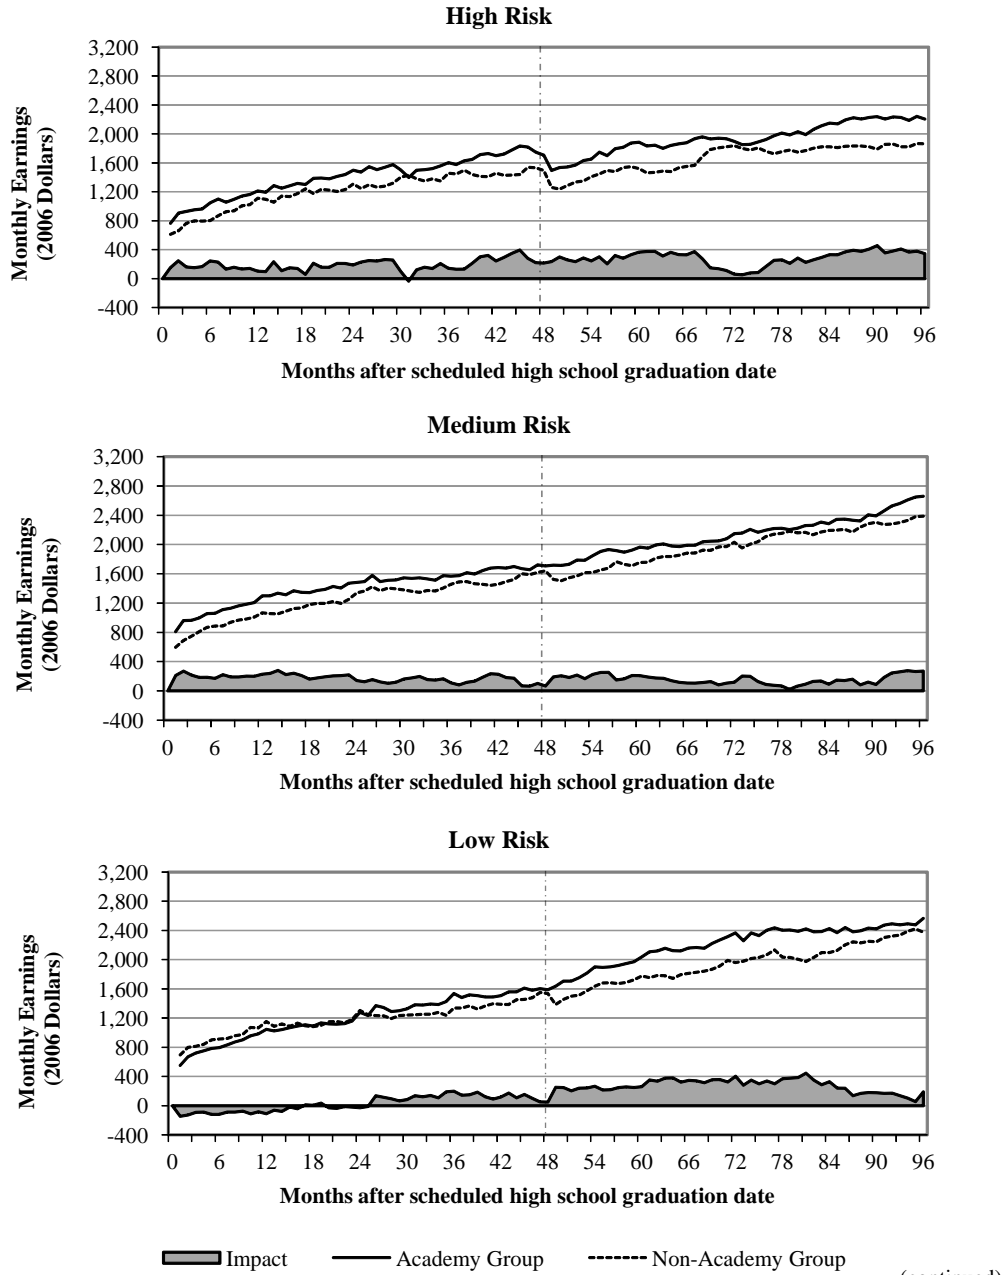 High Risk
3,200
2,800
2,400
2,000
1,600
1,200
800
400
0
-400
Monthly Earnings
(2006 Dollars)
0 6 12 18 24 30 36 42 48 54 60 66 72 78 84 90 96
Months after scheduled high school graduation date
Medium Risk
3,200
2,800
2,400
2,000
1,600
1,200
800
400
0
-400
Monthly Earnings
(2006 Dollars)
0 6 12 18 24 30 36 42 48 54 60 66 72 78 84 90 96
Months after scheduled high school graduation date
Low Risk
3,200
2,800
2,400
2,000
1,600
1,200
800
400
0
-400
Monthly Earnings
(2006 Dollars)
0 6 12 18 24 30 36 42 48 54 60 66 72 78 84 90 96
Months after scheduled high school graduation date
Impact Academy Group Non-Academy Group
(continued)